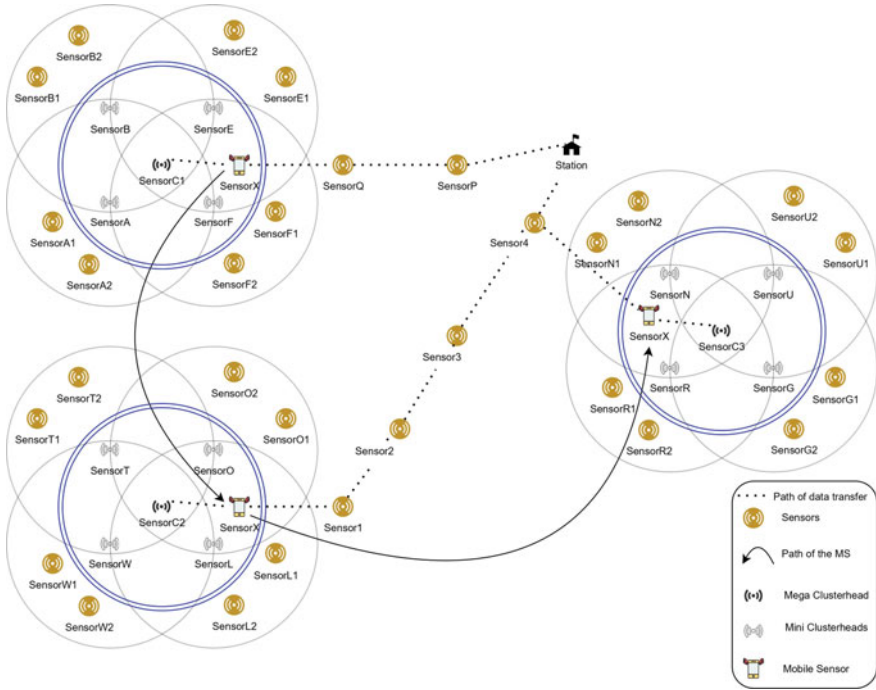 SensorB2
SensorE2
SensorB1
SensorE1
SensorB
SensorE
SensorC1
SensorX
SensorQ
SensorP
Station
SensorA
SensorF
SensorA1
SensorF1
SensorA2
SensorF2
Sensor4
SensorN2
SensorU2
SensorN1
SensorU1
SensorN
SensorU
SensorX
SensorC3
Sensor3
SensorR
SensorG
SensorR1
SensorG1
SensorR2
SensorG2
SensorT2
SensorO2
SensorT1
SensorO1
Sensor2
SensorT
SensorO
SensorC2
SensorX
Sensor1
SensorW
SensorL
SensorW1
SensorL1
SensorW2
SensorL2
Path of data transfer
Sensors
Path of the MS
Mega Clusterhead
Mini Clusterheads
Mobile Sensor